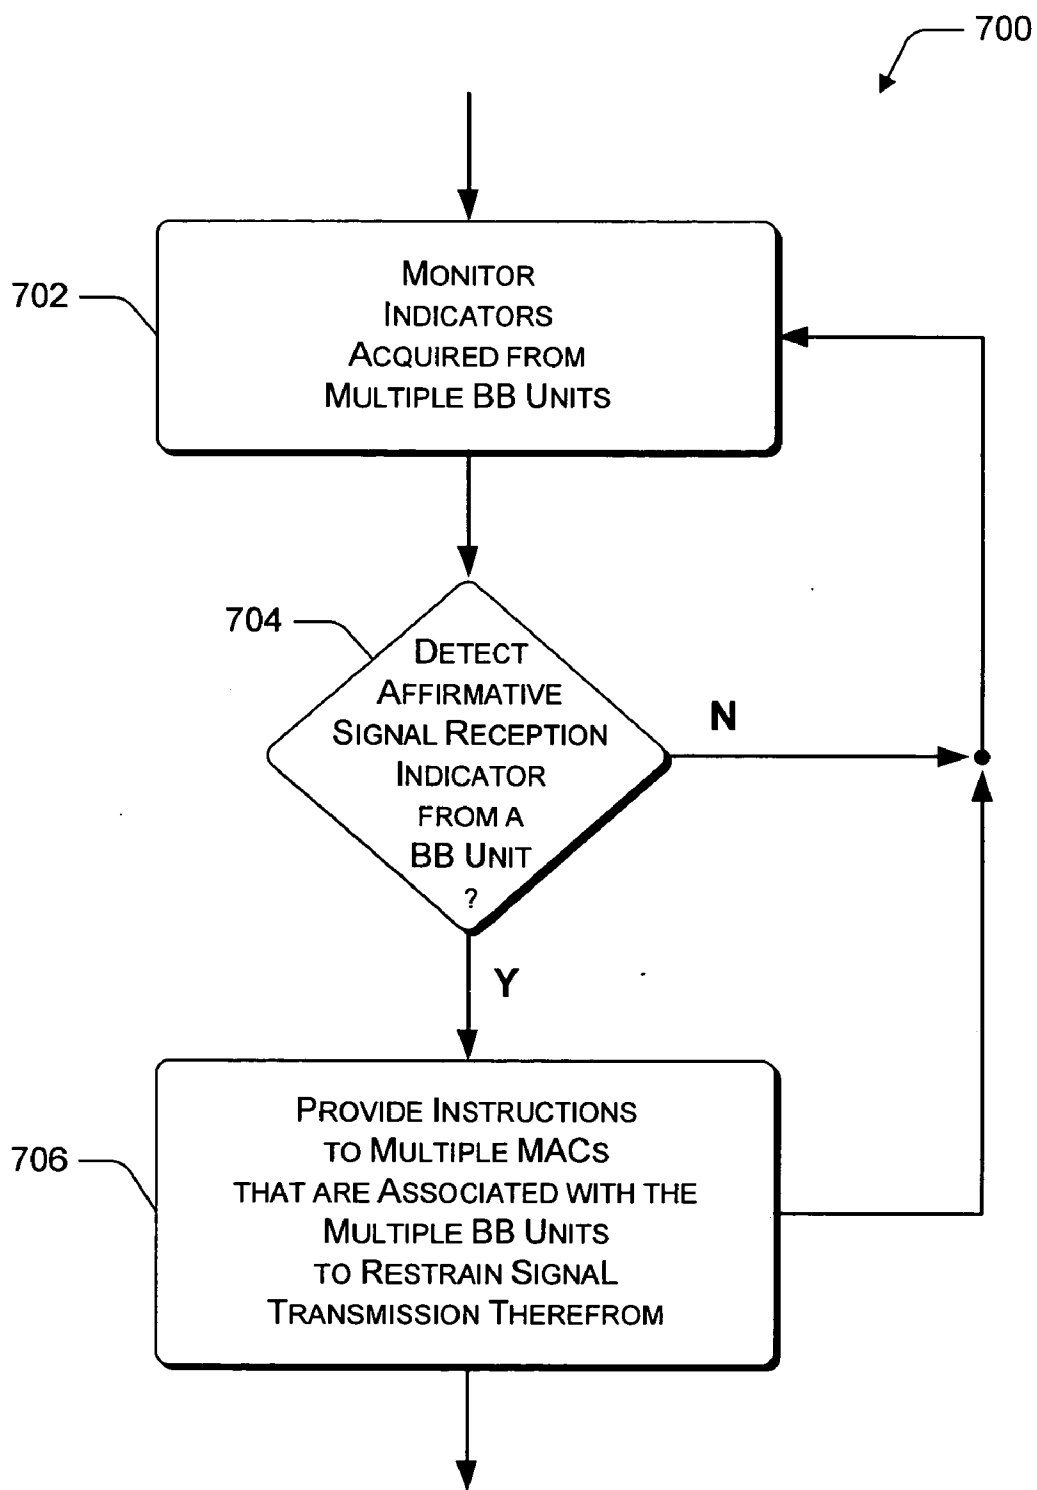 700
702
MONITOR
INDICATORS
ACQUIRED FROM
MULTIPLE BB UNITS
704
DETECT
AFFIRMATIVE
SIGNAL RECEPTION
INDICATOR
FROM A
BB UNIT
?
N
Y
706
PROVIDE INSTRUCTIONS
TO MULTIPLE MACS
THAT ARE ASSOCIATED WITH THE
MULTIPLE BB UNITS
TO RESTRAIN SIGNAL
TRANSMISSION THEREFROM